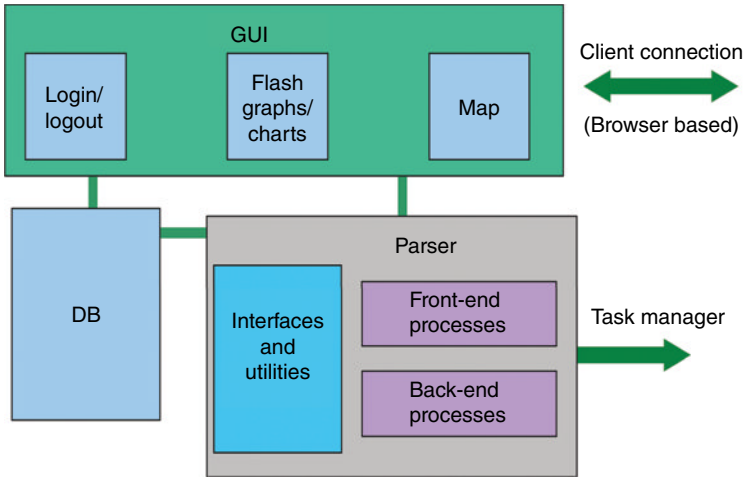 GUI
Login/
logout
Flash
graphs/
charts
Map
Client connection
(Browser based)
DB
Parser
Interfaces
and
utilities
Front-end
processes
Back-end
processes
Task manager